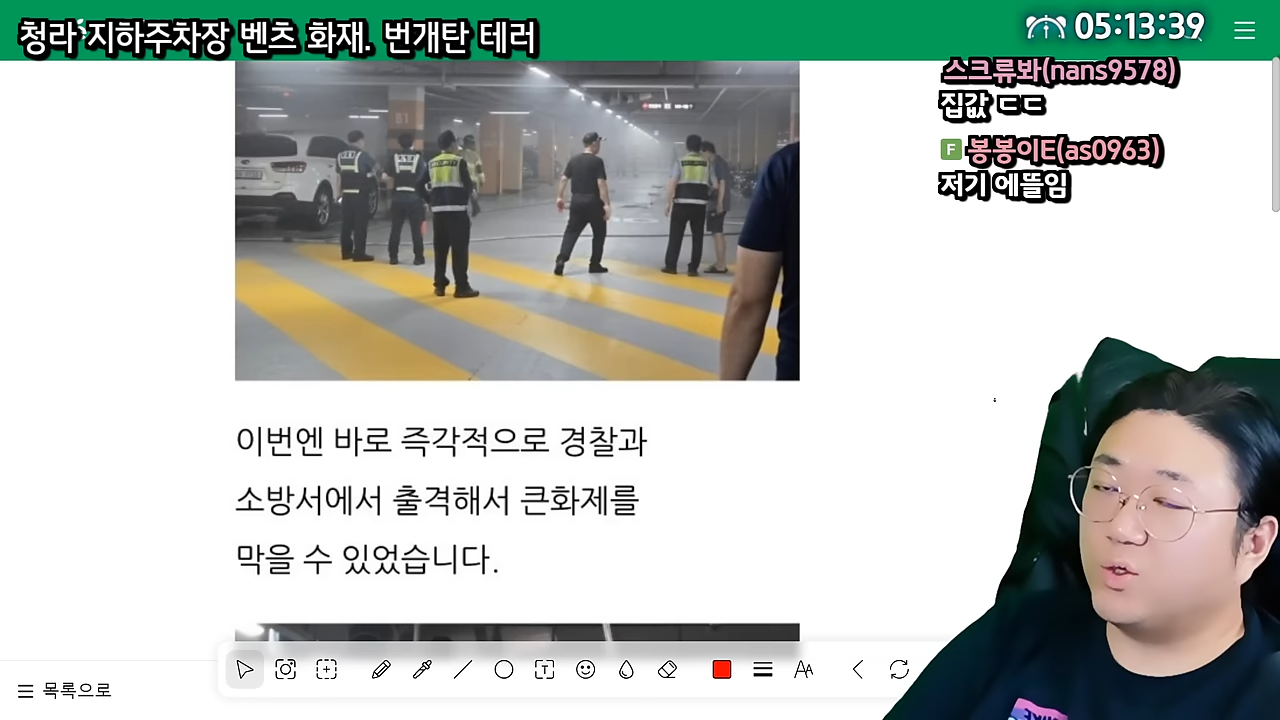 청라 지하주차장 벤츠 화재. 번개탄 테러
05:13:39
스크류봐(nans9578)
집값 ㄷㄷ
F 봉봉이E(as0963)
저기 에뜰임
이번엔 바로 즉각적으로 경찰과
소방서에서 출격해서 큰화제를
막을 수 있었습니다.
목록으로